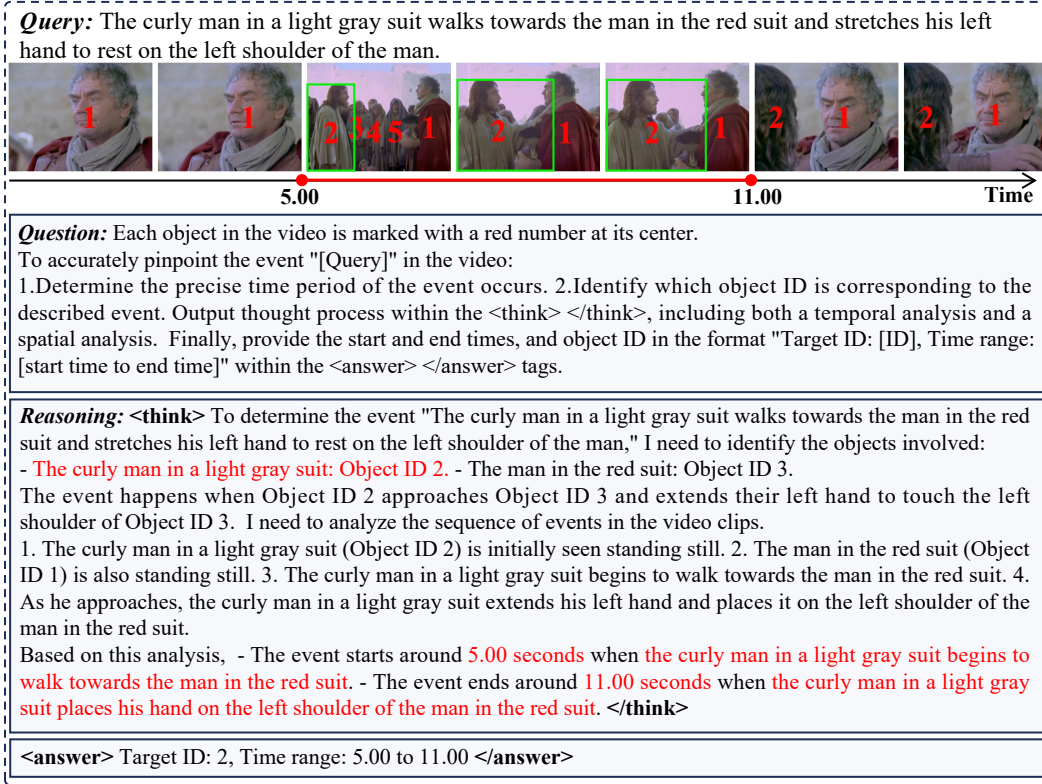 Query: The curly man in a light gray suit walks towards the man in the red suit and stretches his left
hand to rest on the left shoulder of the man.
1
1
2 3 4 5 1
2 1
2 1
2 1
2 1
5.00 11.00 Time
Question: Each object in the video is marked with a red number at its center.
To accurately pinpoint the event "[Query]" in the video:
1.Determine the precise time period of the event occurs. 2.Identify which object ID is corresponding to the
described event. Output thought process within the <think> </think>, including both a temporal analysis and a
spatial analysis. Finally, provide the start and end times, and object ID in the format "Target ID: [ID], Time range:
[start time to end time]" within the <answer> </answer> tags.
Reasoning: <think> To determine the event "The curly man in a light gray suit walks towards the man in the red
suit and stretches his left hand to rest on the left shoulder of the man," I need to identify the objects involved:
- The curly man in a light gray suit: Object ID 2. - The man in the red suit: Object ID 3.
The event happens when Object ID 2 approaches Object ID 3 and extends their left hand to touch the left
shoulder of Object ID 3. I need to analyze the sequence of events in the video clips.
1. The curly man in a light gray suit (Object ID 2) is initially seen standing still. 2. The man in the red suit (Object
ID 1) is also standing still. 3. The curly man in a light gray suit begins to walk towards the man in the red suit. 4.
As he approaches, the curly man in a light gray suit extends his left hand and places it on the left shoulder of the
man in the red suit.
Based on this analysis, - The event starts around 5.00 seconds when the curly man in a light gray suit begins to
walk towards the man in the red suit. - The event ends around 11.00 seconds when the curly man in a light gray
suit places his hand on the left shoulder of the man in the red suit. </think>
<answer> Target ID: 2, Time range: 5.00 to 11.00 </answer>